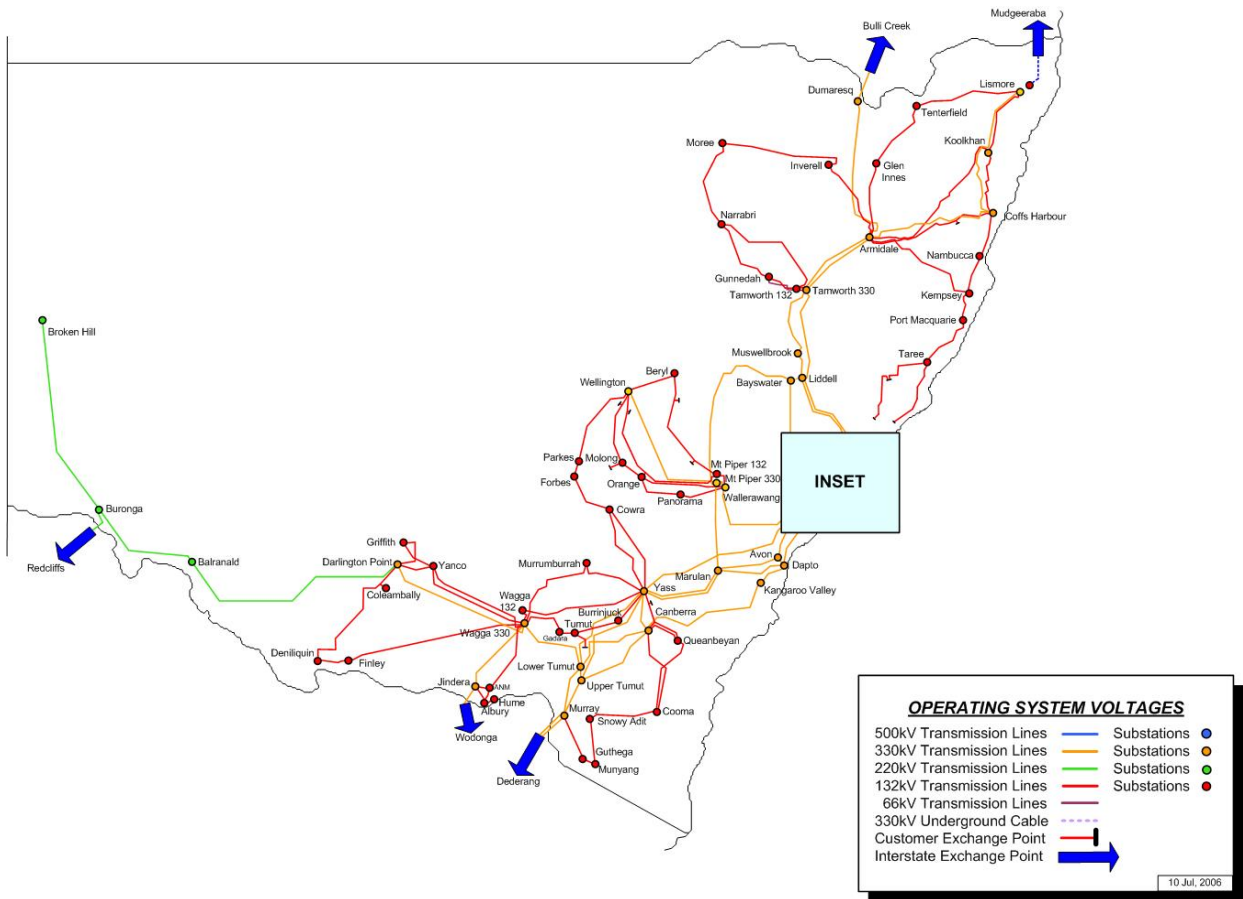 Mudgeeraba
Bulli Creek
Dumaresq
Lismore
Tenterfield
Koolkhan
Moree
Inverell
Glen
Innes
Narrabri
Coffs Harbour
Armidale
Nambucca
Gunnedah
Tamworth 132
Tamworth 330
Kempsey
Port Macquarie
Broken Hill
Muswellbrook
Taree
Beryl
Wellington
Bayswater
Liddell
Parkes
Molong
Mt Piper 132
Mt Piper 330
Forbes
Orange
Wallerawang
Panorama
INSET
Buronga
Cowra
Griffith
Redcliffs
Balranald
Darlington Point
Yanco
Murrumburrah
Avon
Marulan
Dapto
Coleambally
Yass
Kangaroo Valley
Wagga
132
Burrinjuck
Canberra
Tumut
Wagga 330
Gadara
Queanbeyan
Deniliquin
Finley
Lower Tumut
Jindera
ANM
Upper Tumut
Hume
Albury
Murray
Cooma
Snowy Adit
Wodonga
Guthega
Munyang
Dederang
OPERATING SYSTEM VOLTAGES
500kV Transmission Lines Substations
330kV Transmission Lines Substations
220kV Transmission Lines Substations
132kV Transmission Lines Substations
66kV Transmission Lines
330kV Underground Cable
Customer Exchange Point
Interstate Exchange Point
10 Jul, 2006